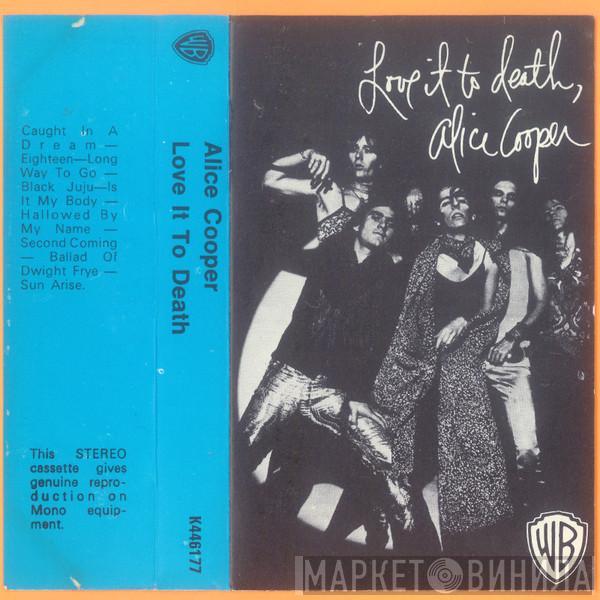 Caught In A
Dream—
Eighteen—Long
Way To Go —
Black Juju—Is
It My Body —
Hallowed By
My Name —
Second Coming
— Ballad Of
Dwight Frye —
Sun Arise.
This STEREO
cassette gives
genuine repro-
duction on
Mono equip-
ment.
WB
Alice Cooper
Love It To Death
K446177
Love it to death,
Alice Cooper
WB
МАРКЕТ ВИНИЛА